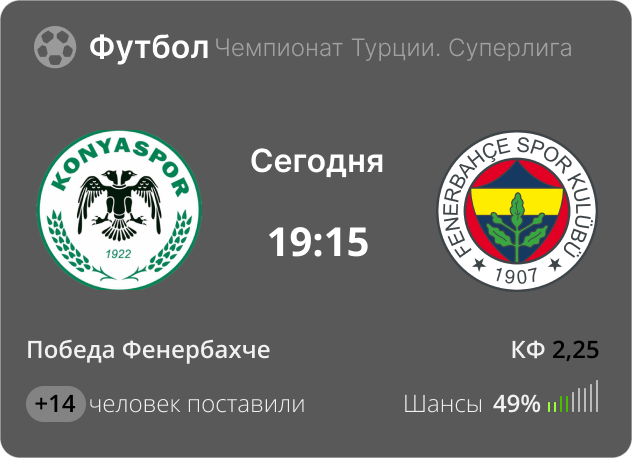 Футбол Чемпионат Турции. Суперлига
KONYASPOR
1922
Сегодня
19:15
FENERBAHÇE SPOR KULÜBÜ
1907
Победа Фенербахче
КФ 2,25
+14 человек поставили
Шансы 49%